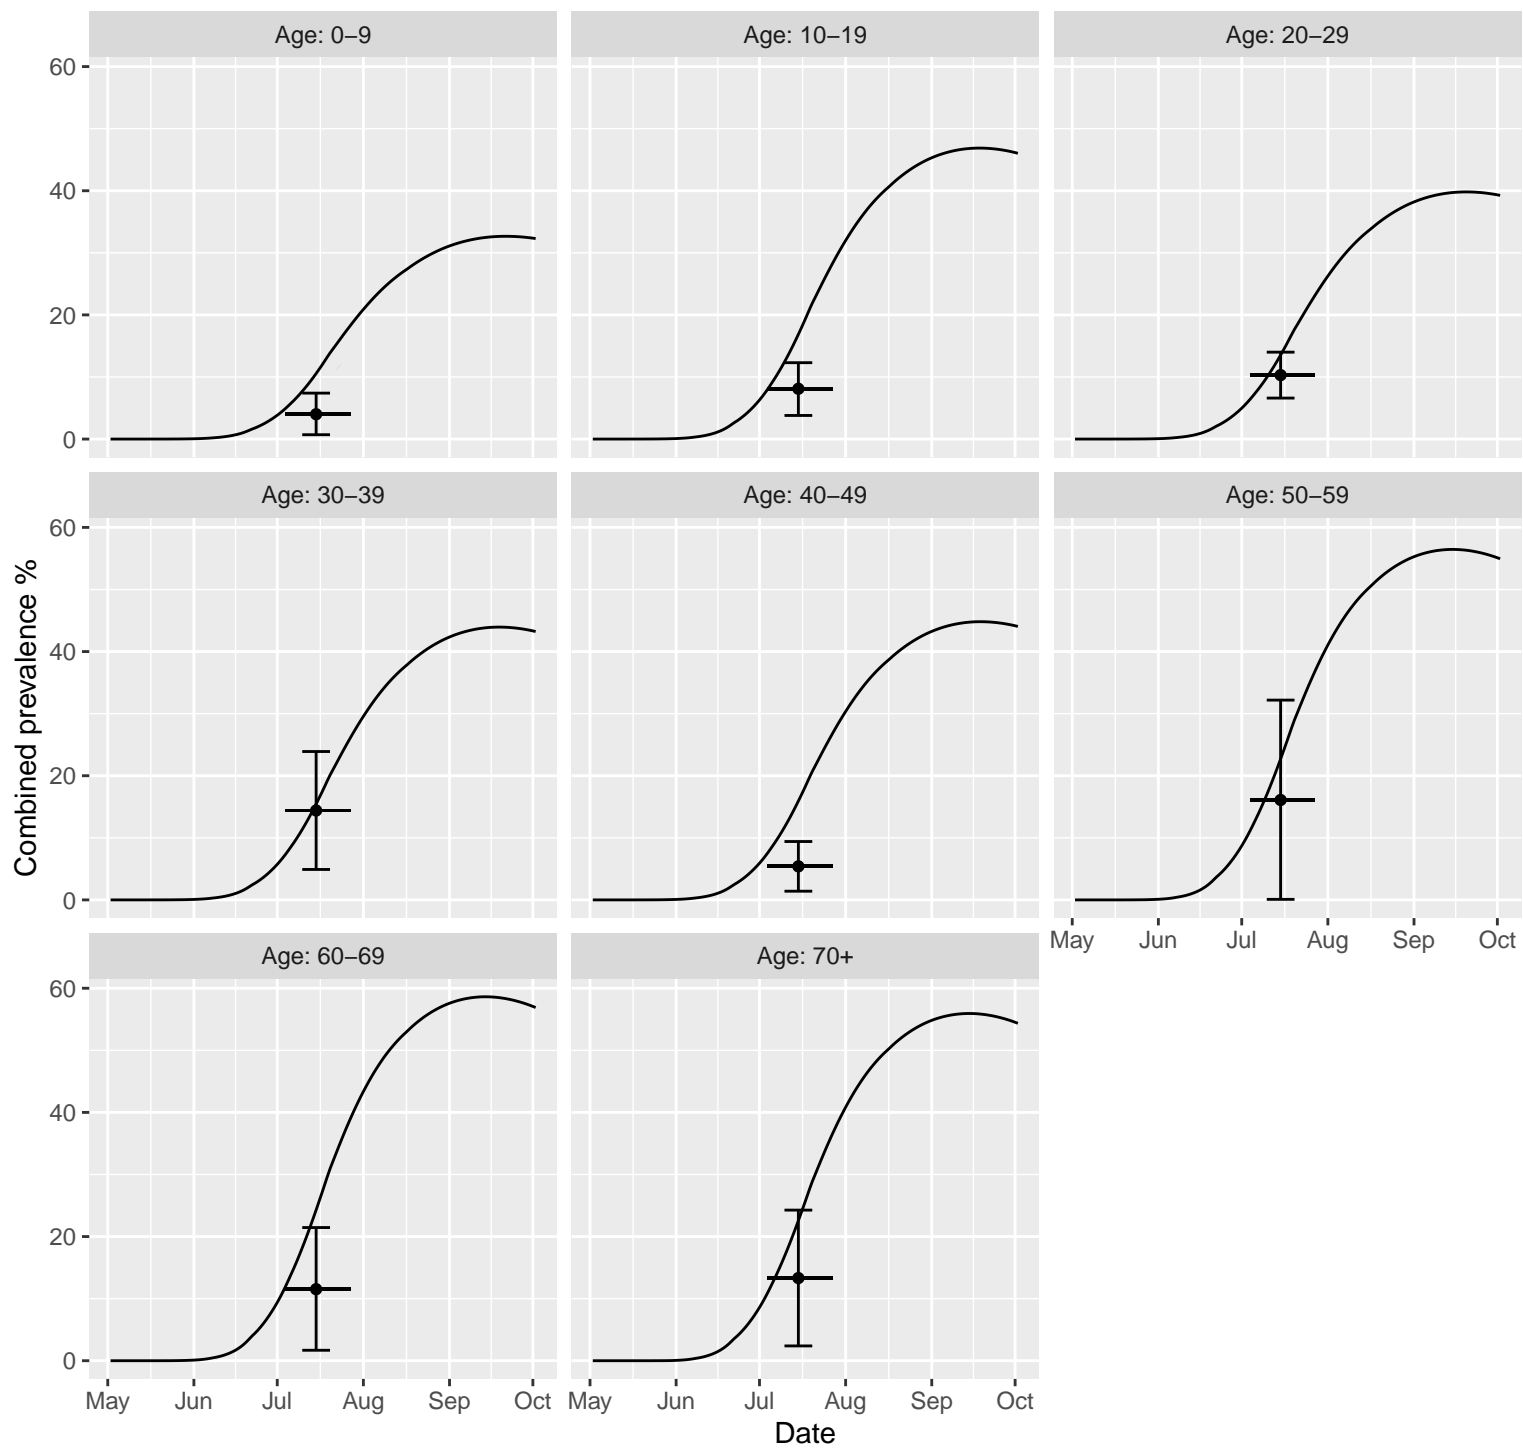 Age: 0–9
Age: 10–19
Age: 20–29
60
40
20
0
Age: 30–39
Age: 40–49
Age: 50–59
60
40
20
0
Combined prevalence %
May Jun Jul Aug Sep Oct
Age: 60–69
Age: 70+
60
40
20
0
May Jun Jul Aug Sep Oct
May Jun Jul Aug Sep Oct
Date